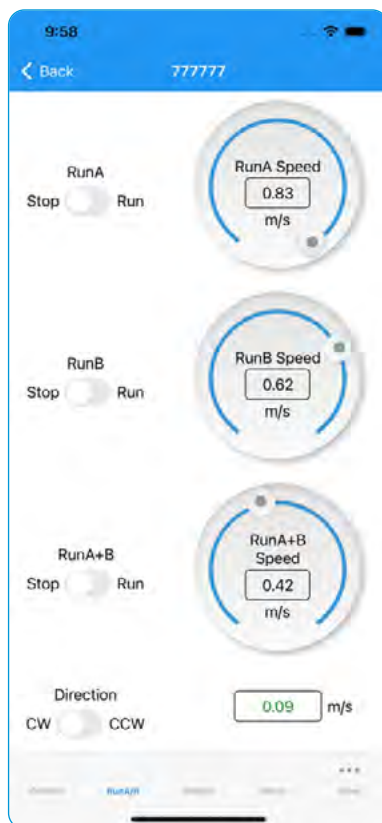 9:58
Back 777777
RunA
Stop Run
RunA Speed
0.83
m/s
RunB
Stop Run
RunB Speed
0.62
m/s
RunA+B
Stop Run
RunA+B
Speed
0.42
m/s
Direction
CW CCW
0.09 m/s
RunA/B